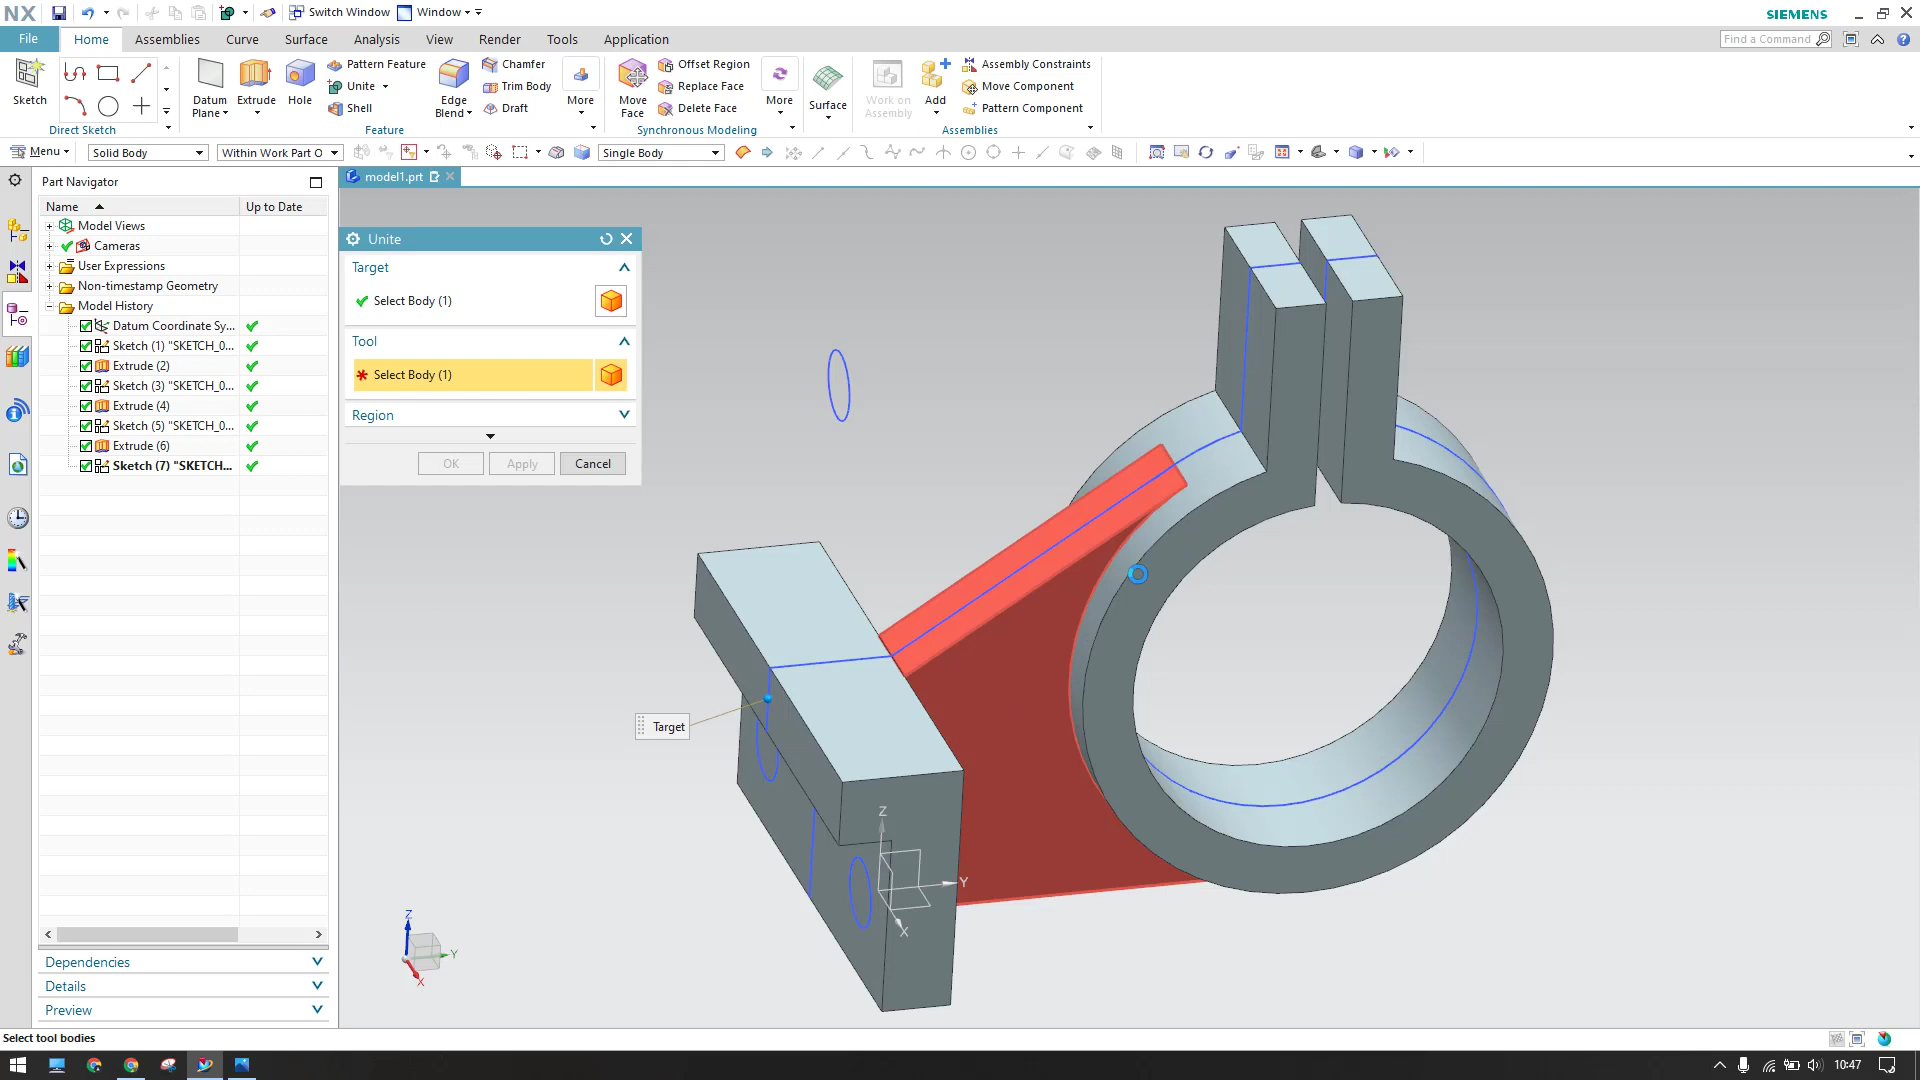 NX Switch Window Window SIEMENS
File Home Assemblies Curve Surface Analysis View Render Tools Application Find a Command
Sketch
Direct Sketch
Datum Plane
Extrude
Hole
Pattern Feature
Unite
Shell
Edge Blend
Chamfer
Trim Body
Draft
More
Feature
Move Face
Offset Region
Replace Face
Delete Face
More
Synchronous Modeling
Surface
Work on Assembly
Add
Assembly Constraints
Move Component
Pattern Component
Assemblies
Menu Solid Body Within Work Part O Single Body
Part Navigator
model1.prt
Name Up to Date
Model Views
Cameras
User Expressions
Non-timestamp Geometry
Model History
Datum Coordinate Sy...
Sketch (1) "SKETCH_0...
Extrude (2)
Sketch (3) "SKETCH_0...
Extrude (4)
Sketch (5) "SKETCH_0...
Extrude (6)
Sketch (7) "SKETCH...
Dependencies
Details
Preview
Unite
Target
Select Body (1)
Tool
* Select Body (1)
Region
OK Apply Cancel
Target
Z
Y
X
Z
Y
X
Select tool bodies
10:47